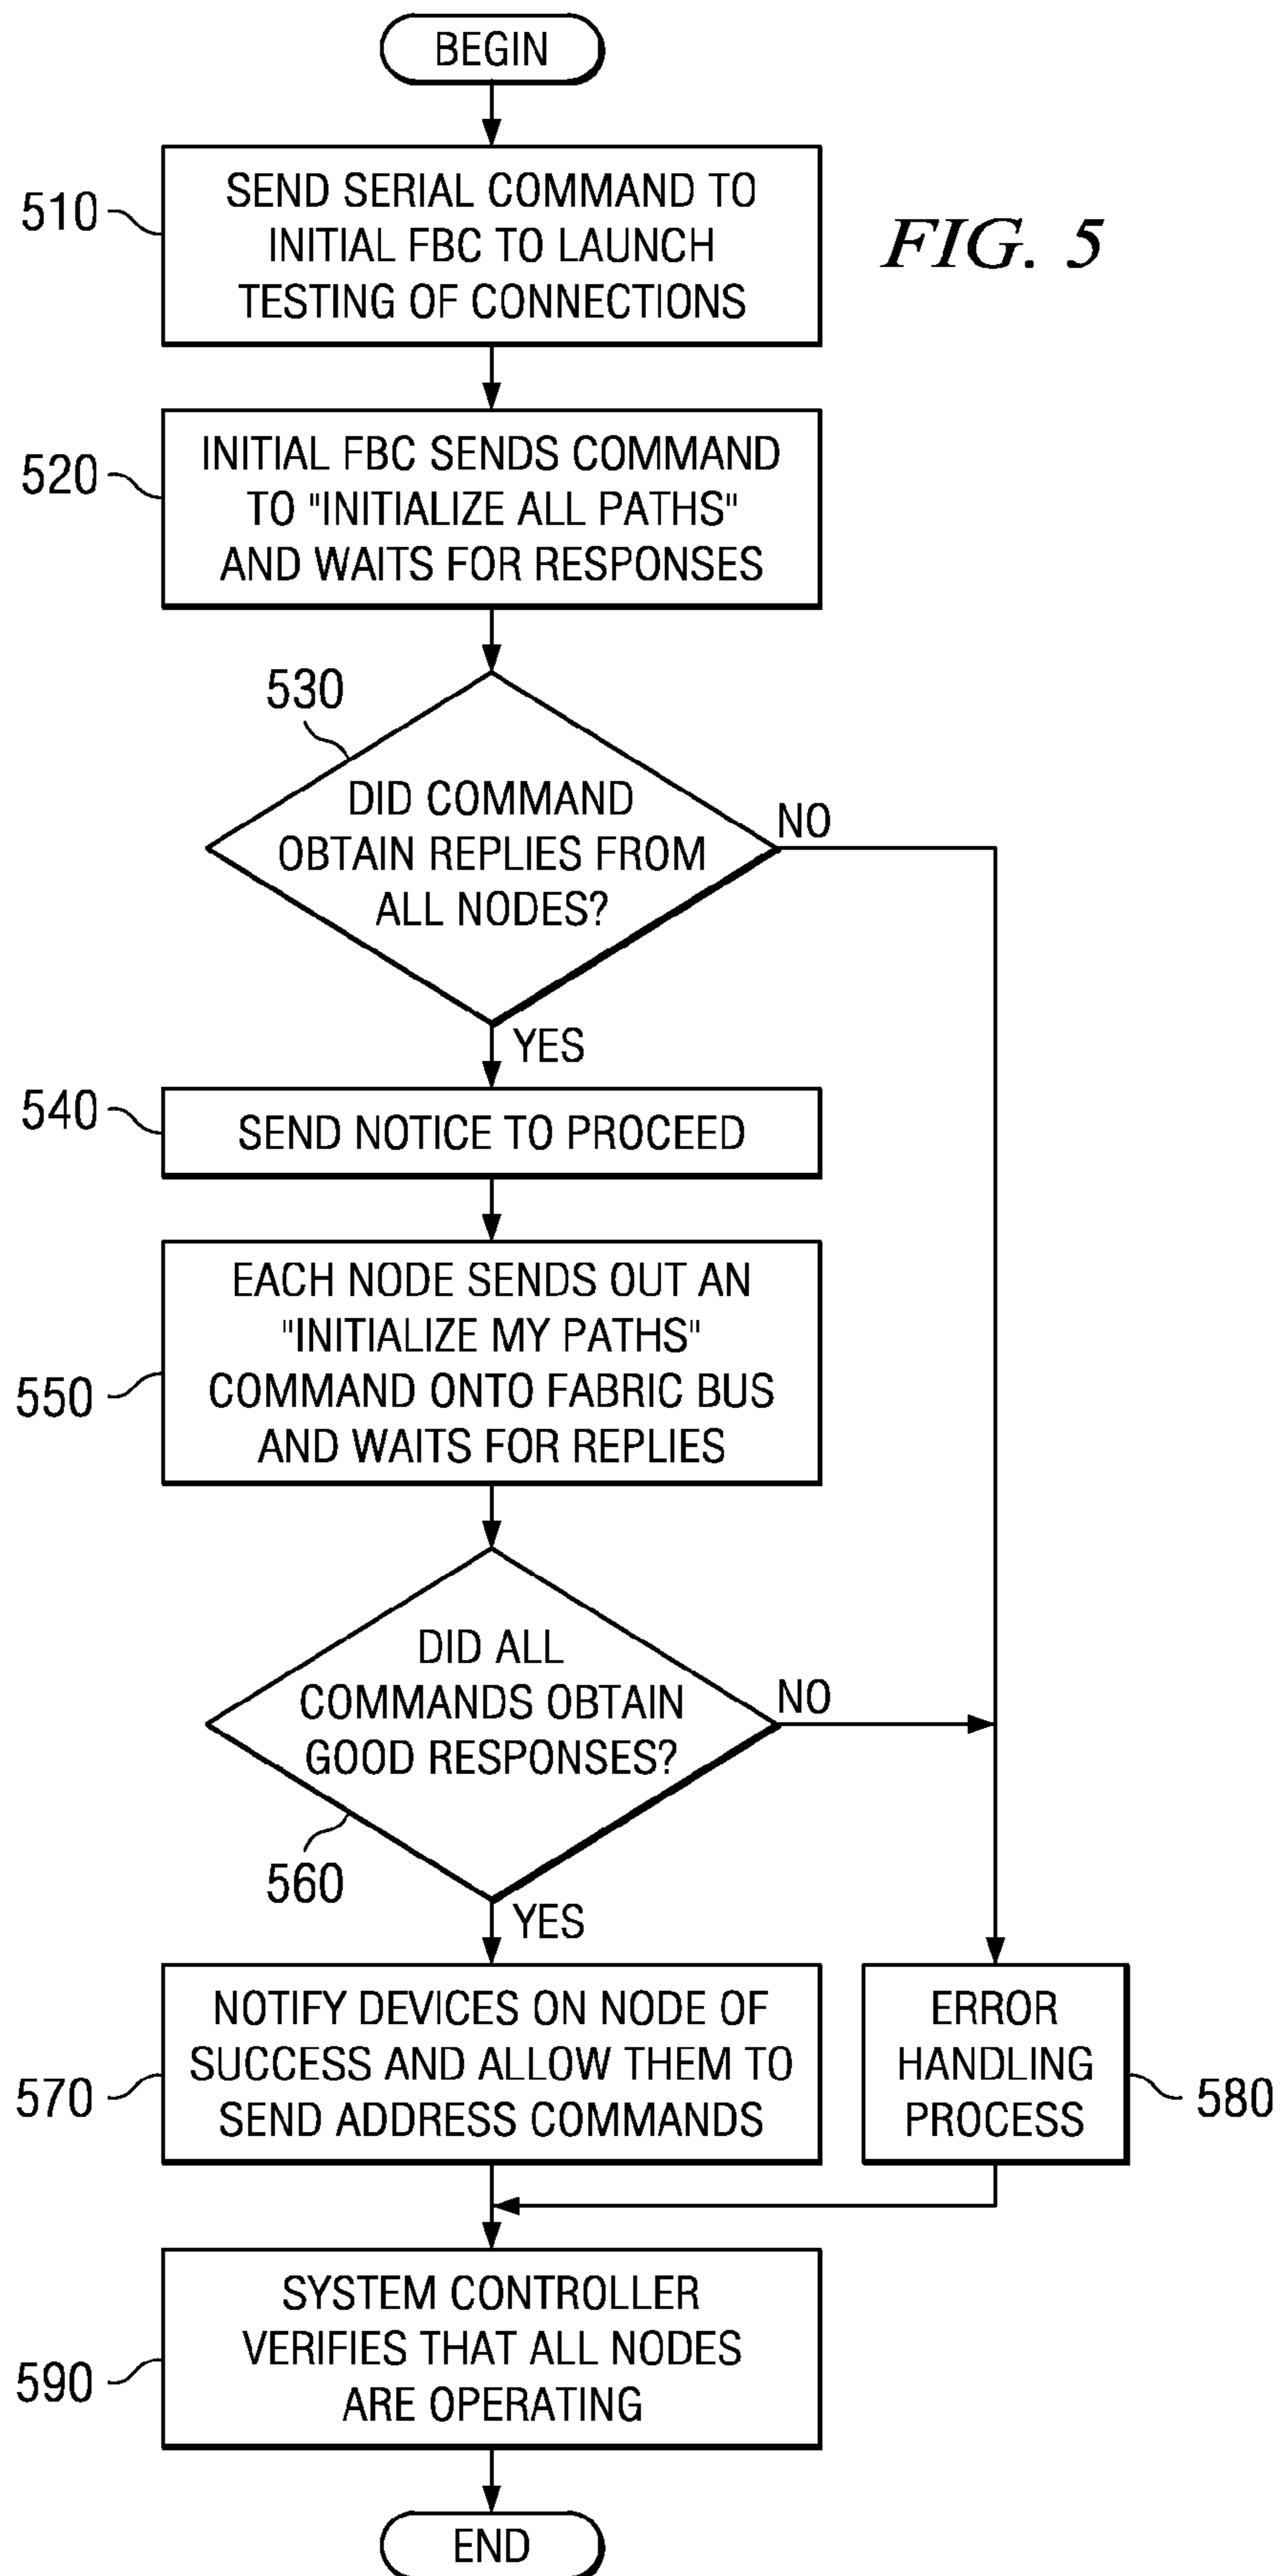 BEGIN
510
SEND SERIAL COMMAND TO
INITIAL FBC TO LAUNCH
TESTING OF CONNECTIONS
FIG. 5
520
INITIAL FBC SENDS COMMAND
TO "INITIALIZE ALL PATHS"
AND WAITS FOR RESPONSES
530
DID COMMAND
OBTAIN REPLIES FROM
ALL NODES?
NO
YES
540
SEND NOTICE TO PROCEED
550
EACH NODE SENDS OUT AN
"INITIALIZE MY PATHS"
COMMAND ONTO FABRIC BUS
AND WAITS FOR REPLIES
DID ALL
COMMANDS OBTAIN
GOOD RESPONSES?
NO
560
YES
570
NOTIFY DEVICES ON NODE OF
SUCCESS AND ALLOW THEM TO
SEND ADDRESS COMMANDS
ERROR
HANDLING
PROCESS
580
590
SYSTEM CONTROLLER
VERIFIES THAT ALL NODES
ARE OPERATING
END